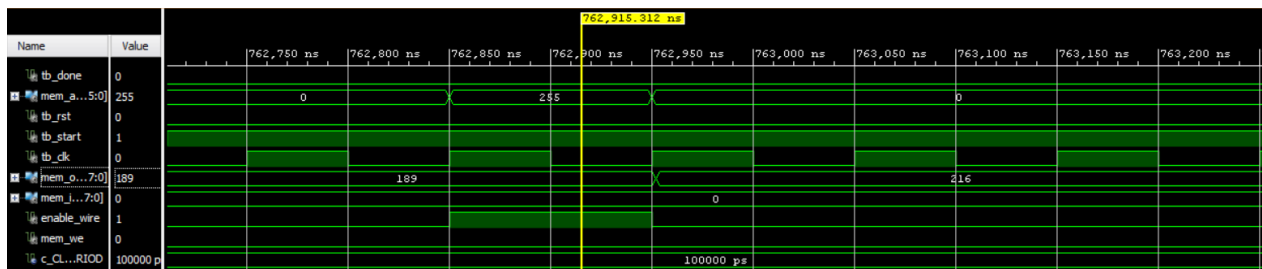 762,915.312 ns
Name Value 762,750 ns 762,800 ns 762,850 ns 762,900 ns 762,950 ns 763,000 ns 763,050 ns 763,100 ns 763,150 ns 763,200 ns
tb_done 0
mem_a...5:0] 255 0 255 0
tb_rst 0
tb_start 1
tb_clk 0
mem_o...7:0] 189 189 216
mem_i...7:0] 0 0
enable_wire 1
mem_we 0
c_CL...RIOD 100000 p 100000 ps